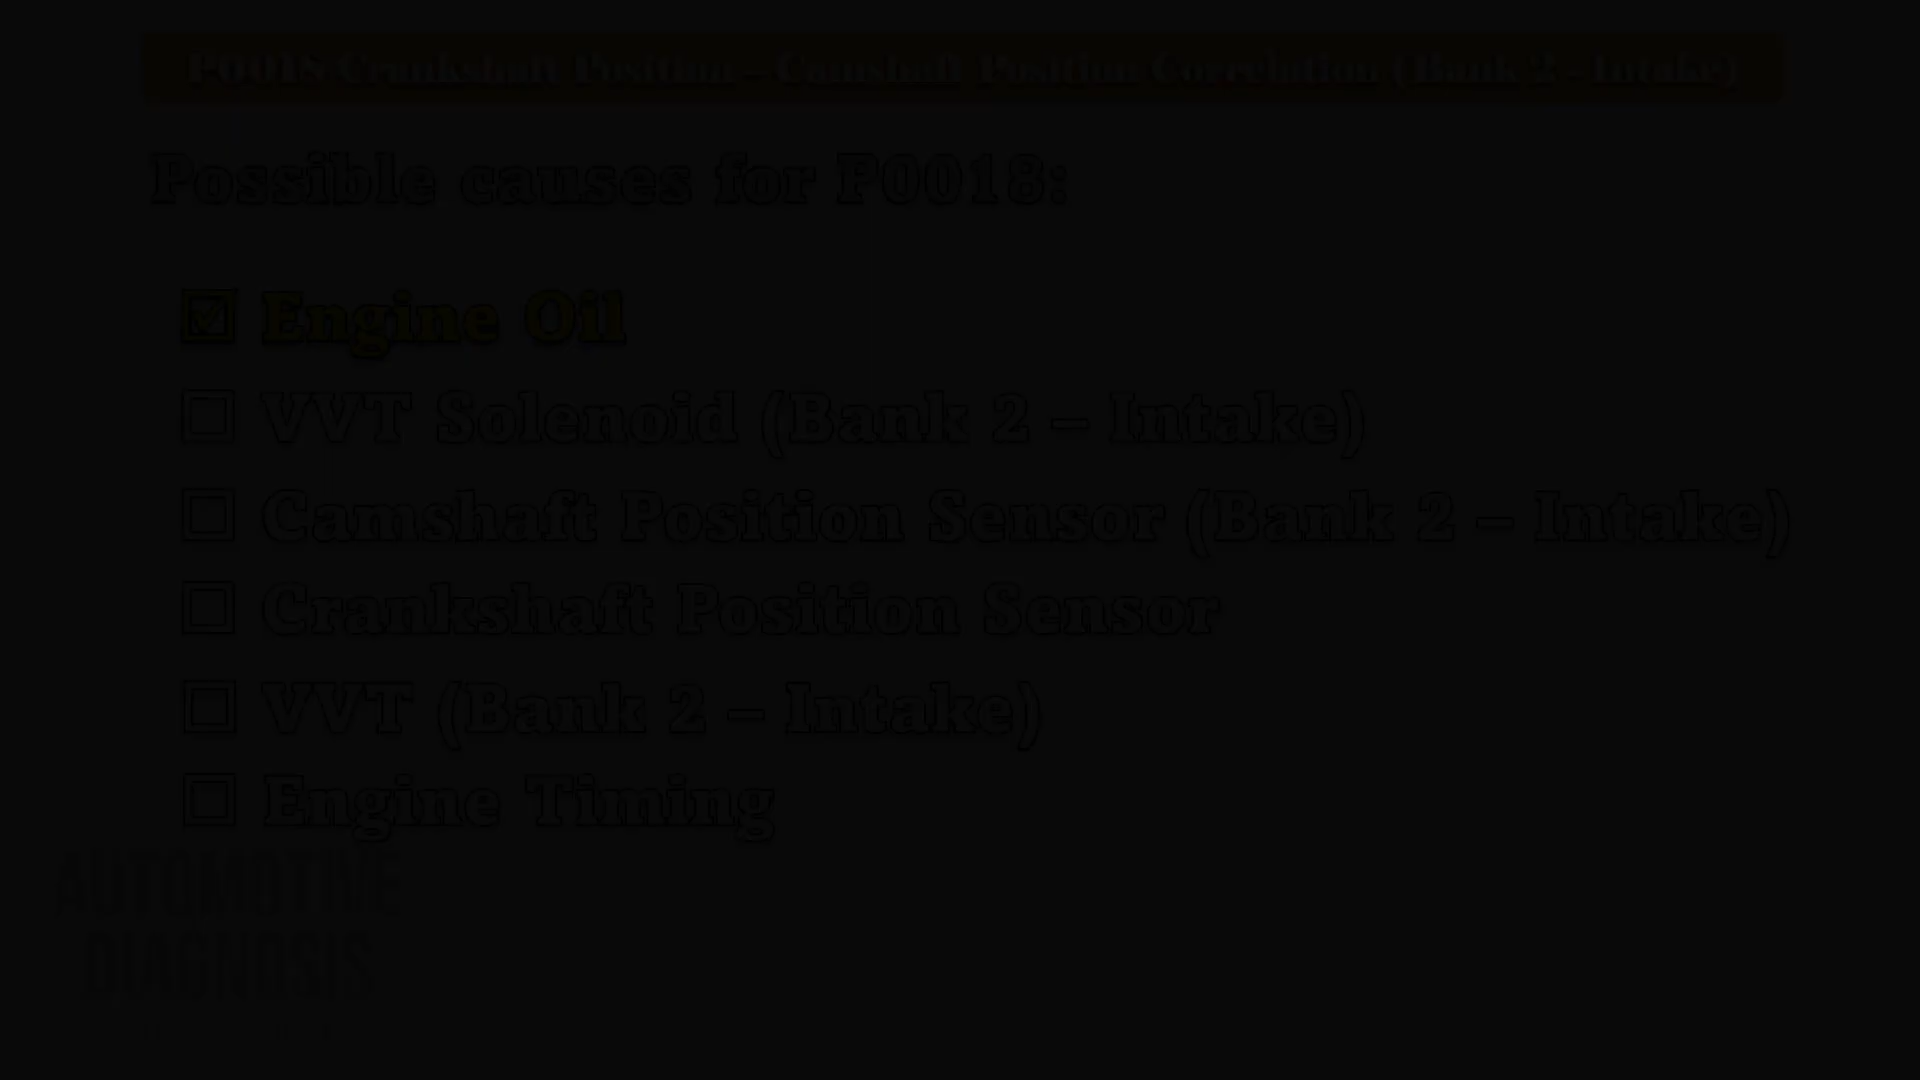 P0018 Crankshaft Position – Camshaft Position Correlation (Bank 2 - Intake)
Possible causes for P0018:
☑ Engine Oil
☐ VVT Solenoid (Bank 2 – Intake)
☐ Camshaft Position Sensor (Bank 2 – Intake)
☐ Crankshaft Position Sensor
☐ VVT (Bank 2 – Intake)
☐ Engine Timing
AUTOMOTIVE
DIAGNOSIS